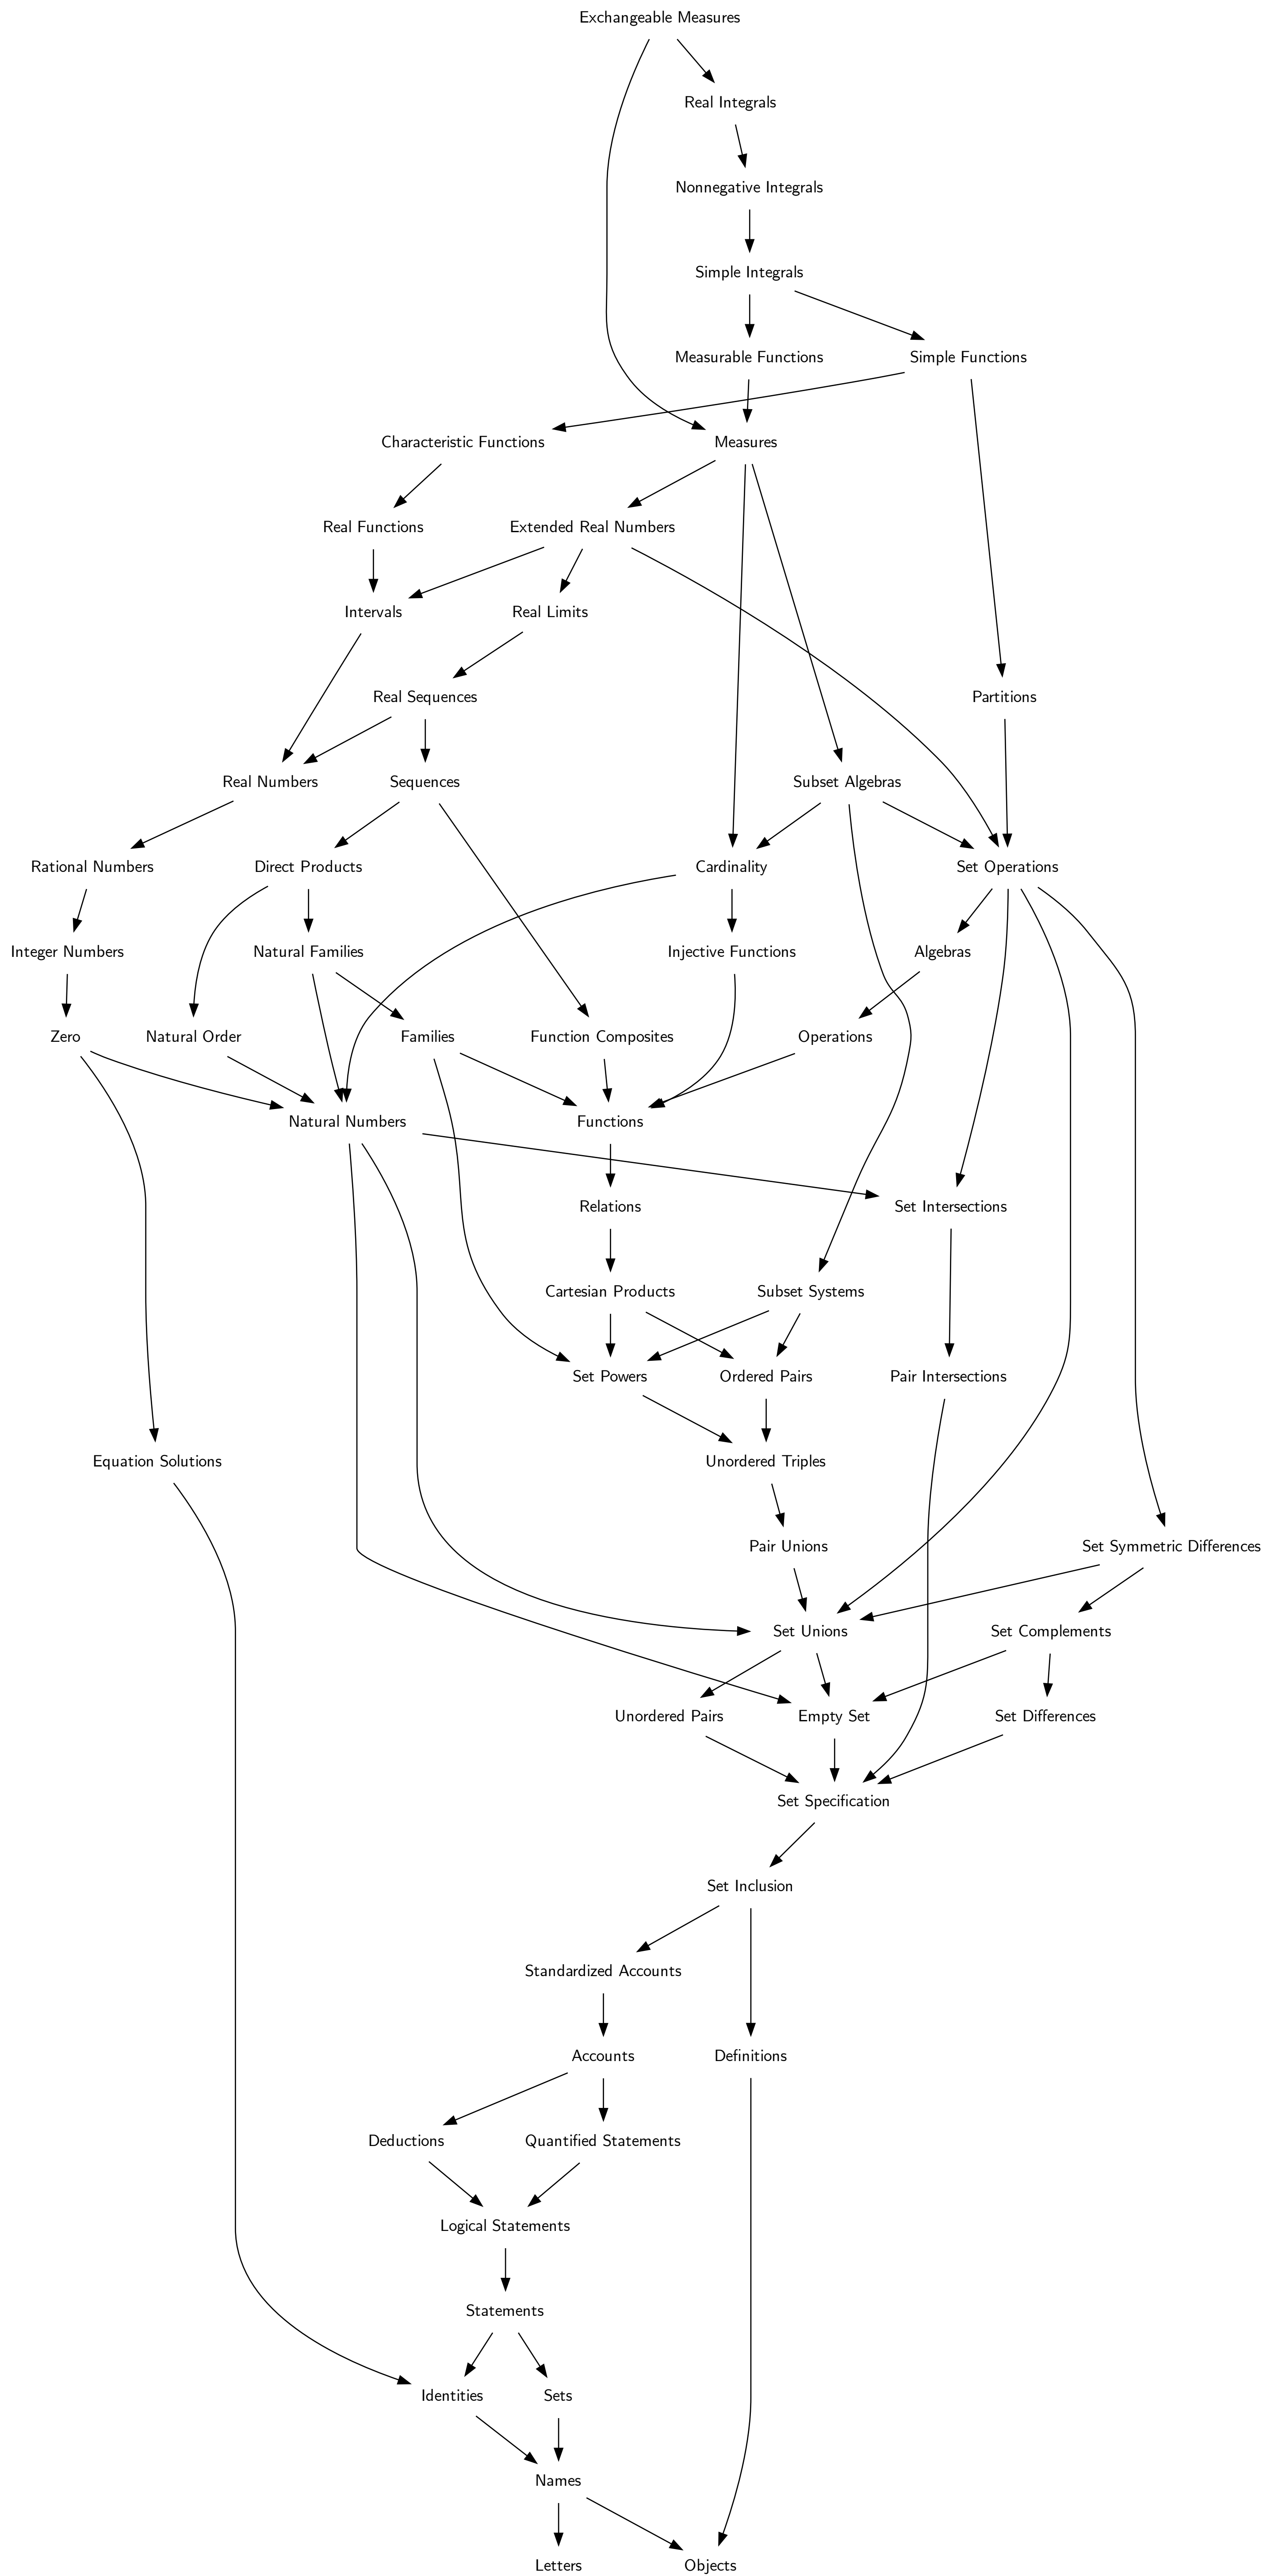 Exchangeable Measures
Real Integrals
Nonnegative Integrals
Simple Integrals
Measurable Functions
Simple Functions
Characteristic Functions
Measures
Real Functions
Extended Real Numbers
Intervals
Real Limits
Real Sequences
Partitions
Real Numbers
Sequences
Subset Algebras
Rational Numbers
Direct Products
Cardinality
Set Operations
Integer Numbers
Natural Families
Injective Functions
Algebras
Zero
Natural Order
Families
Function Composites
Operations
Natural Numbers
Functions
Relations
Set Intersections
Cartesian Products
Subset Systems
Set Powers
Ordered Pairs
Pair Intersections
Equation Solutions
Unordered Triples
Pair Unions
Set Symmetric Differences
Set Unions
Set Complements
Unordered Pairs
Empty Set
Set Differences
Set Specification
Set Inclusion
Standardized Accounts
Accounts
Definitions
Deductions
Quantified Statements
Logical Statements
Statements
Identities
Sets
Names
Letters
Objects